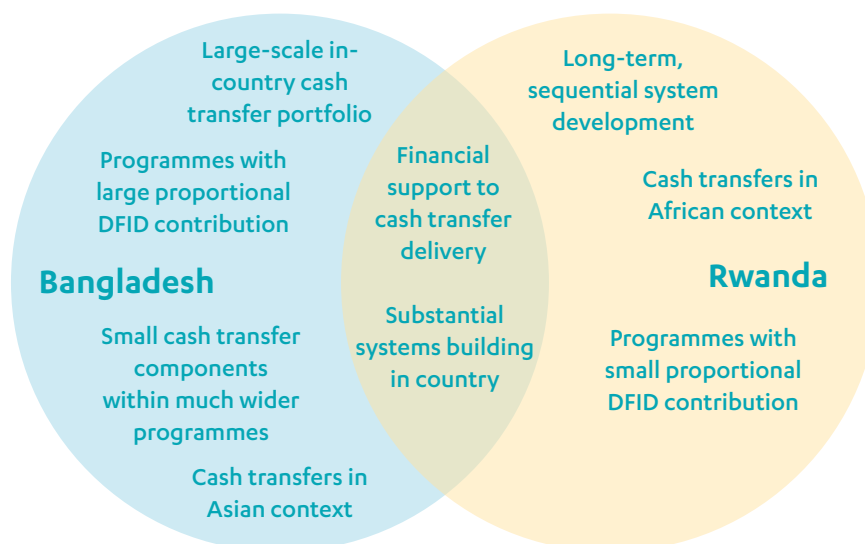 Large-scale in-
country cash
transfer portfolio
Programmes with
large proportional
DFID contribution
Bangladesh
Small cash transfer
components
within much wider
programmes
Cash transfers in
Asian context
Financial
support to
cash transfer
delivery
Substantial
systems building
in country
Long-term,
sequential system
development
Cash transfers in
African context
Rwanda
Programmes with
small proportional
DFID contribution